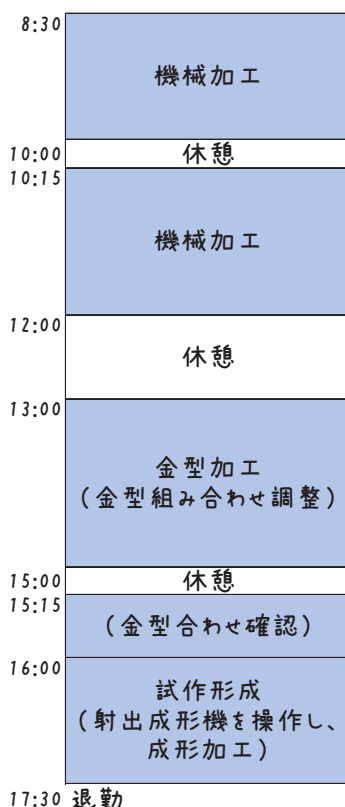 8:30
機械加工
10:00
休憩
10:15
機械加工
12:00
休憩
13:00
金型加工
(金型組み合わせ調整)
15:00
休憩
15:15
(金型合わせ確認)
16:00
試作形成
(射出成形機を操作し、
成形加工)
17:30 退勤